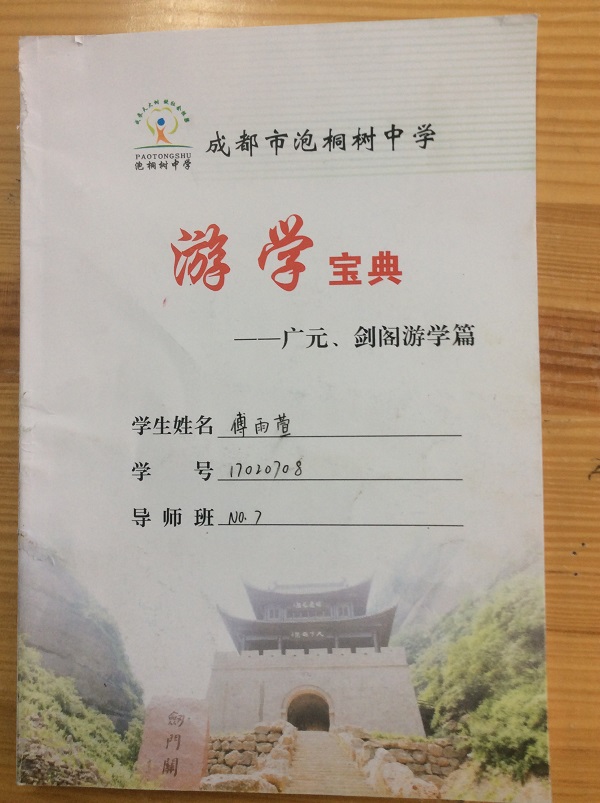 PAOTONGSHU
泡桐树中学
成都市泡桐树中学
游学宝典
——广元、剑阁游学篇
学生姓名 傅雨萱
学 号 17020708
导师班 No.7
劒門關